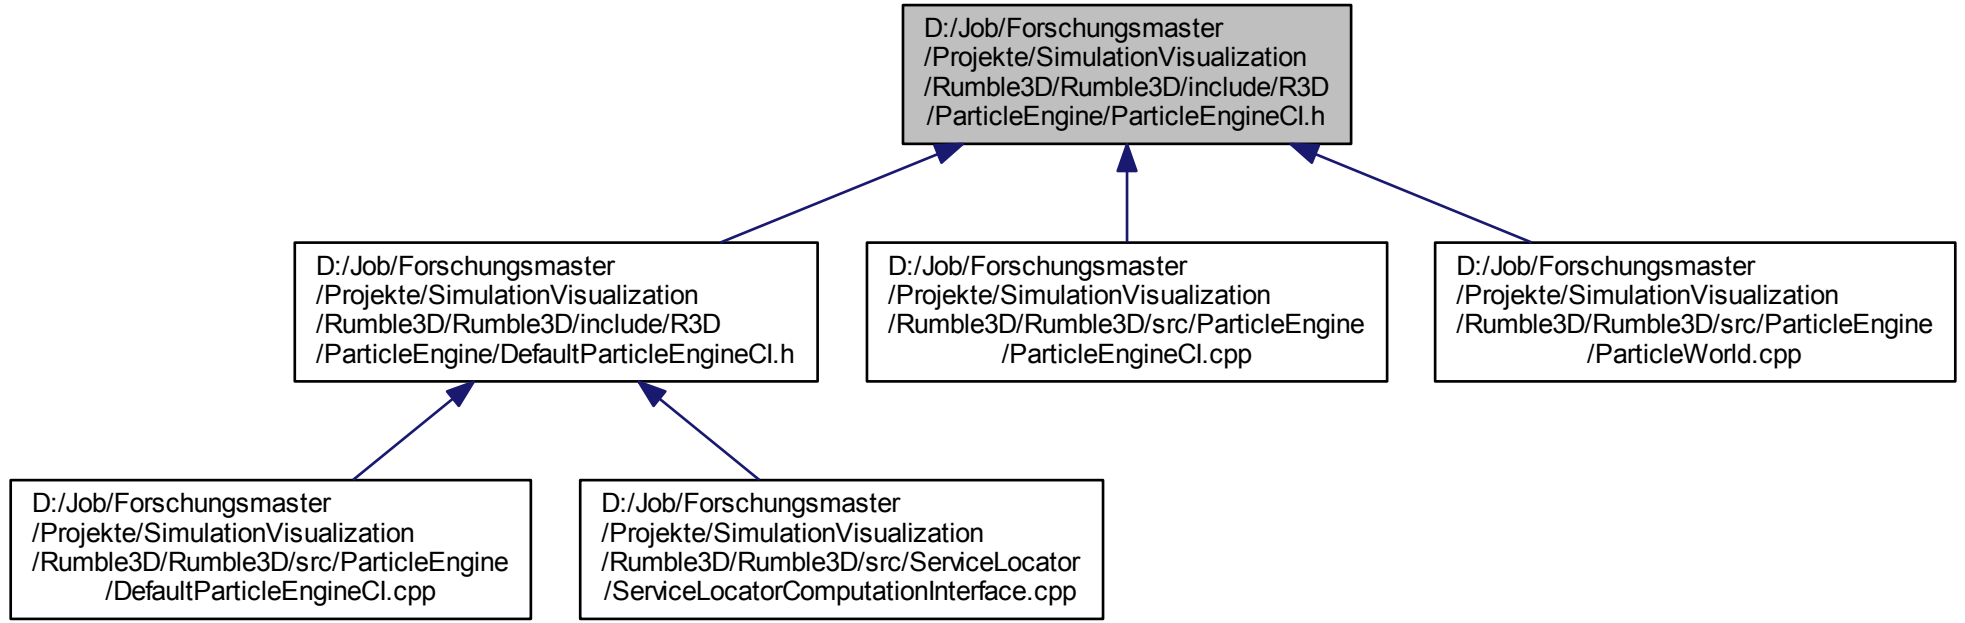 D:/Job/Forschungsmaster
/Projekte/SimulationVisualization
/Rumble3D/Rumble3D/include/R3D
/ParticleEngine/ParticleEngineCI.h
D:/Job/Forschungsmaster
/Projekte/SimulationVisualization
/Rumble3D/Rumble3D/include/R3D
/ParticleEngine/DefaultParticleEngineCI.h
D:/Job/Forschungsmaster
/Projekte/SimulationVisualization
/Rumble3D/Rumble3D/src/ParticleEngine
/ParticleEngineCI.cpp
D:/Job/Forschungsmaster
/Projekte/SimulationVisualization
/Rumble3D/Rumble3D/src/ParticleEngine
/ParticleWorld.cpp
D:/Job/Forschungsmaster
/Projekte/SimulationVisualization
/Rumble3D/Rumble3D/src/ParticleEngine
/DefaultParticleEngineCI.cpp
D:/Job/Forschungsmaster
/Projekte/SimulationVisualization
/Rumble3D/Rumble3D/src/ServiceLocator
/ServiceLocatorComputationInterface.cpp